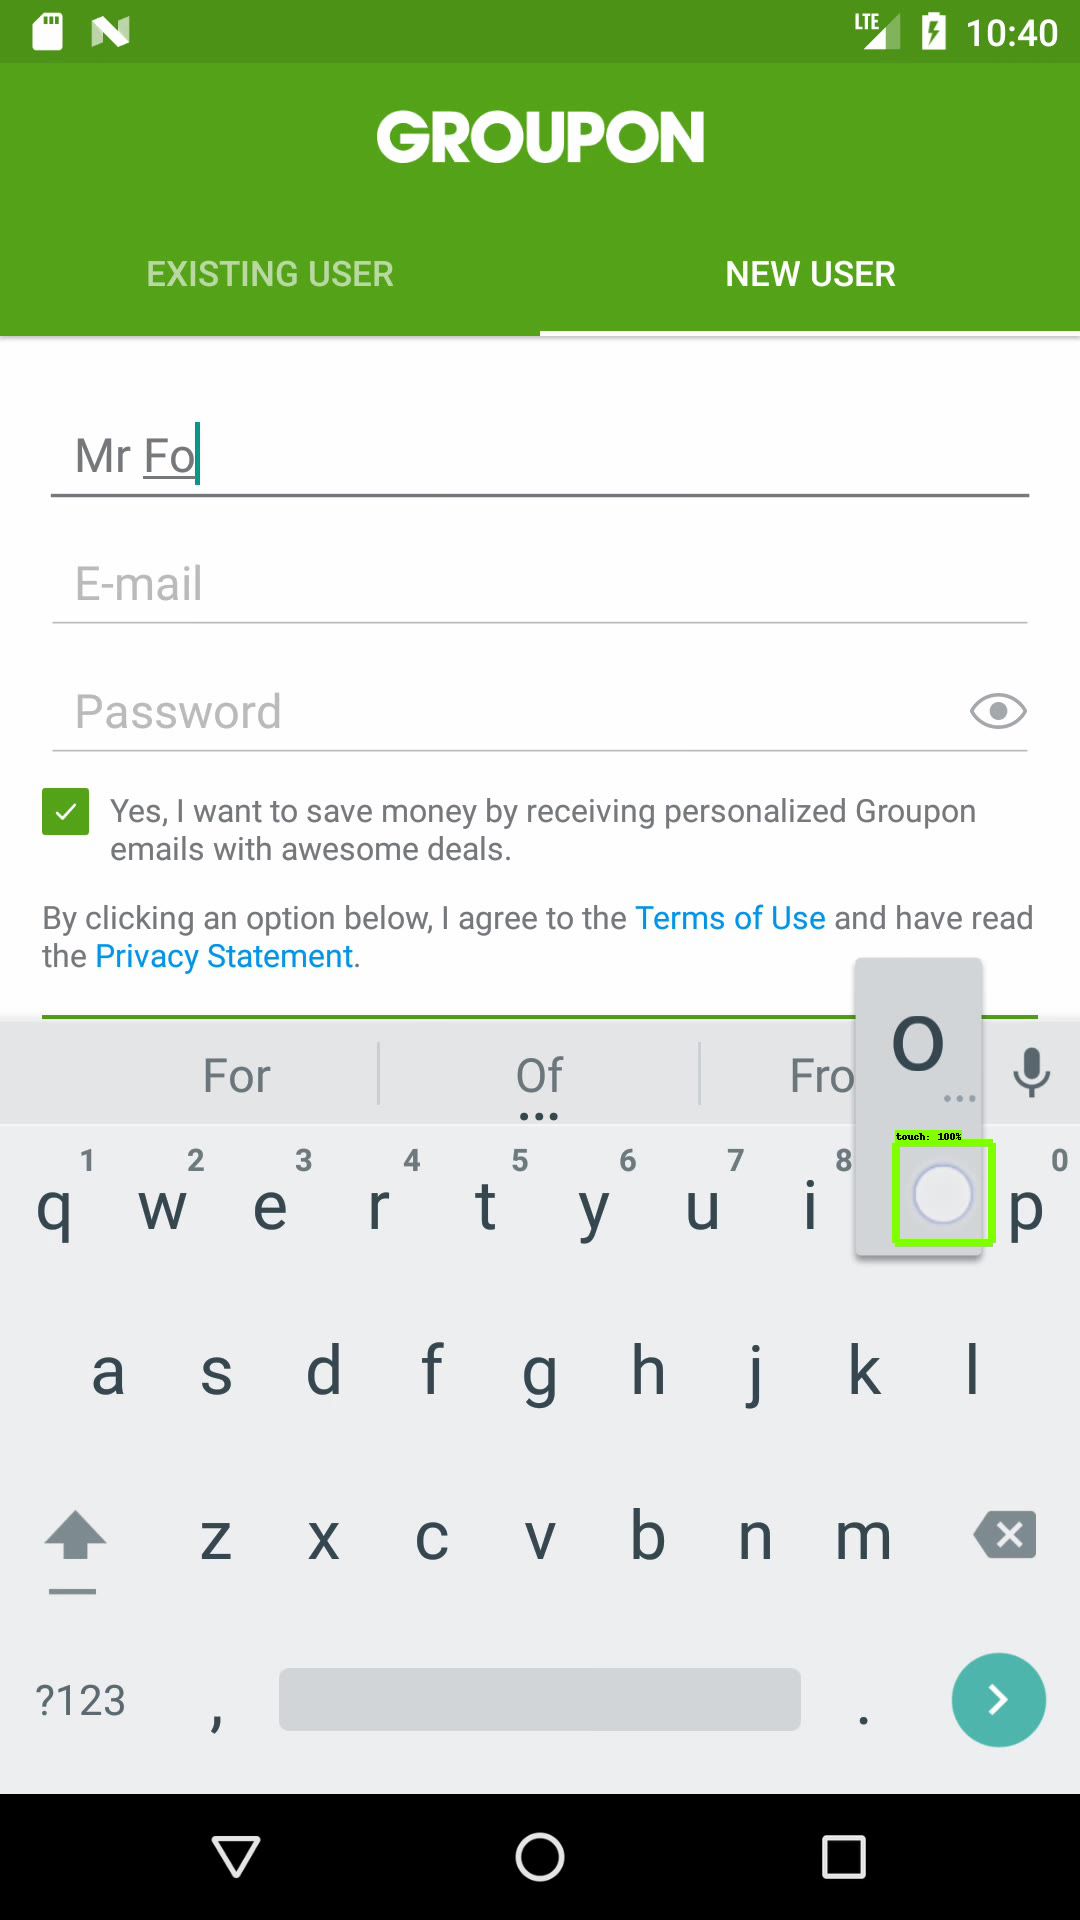 LTE 10:40
GROUPON
EXISTING USER NEW USER
Mr Fo
E-mail
Password
Yes, I want to save money by receiving personalized Groupon
emails with awesome deals.
By clicking an option below, I agree to the Terms of Use and have read
the Privacy Statement.
o
For Of Fro
touch: 100%
1 2 3 4 5 6 7 8 0
q w e r t y u i p
a s d f g h j k l
z x c v b n m
?123 , .